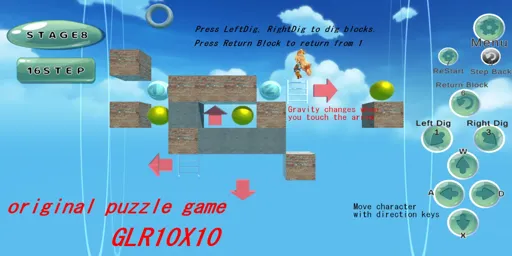 STAGE8
16STEP
Press LeftDig, RightDig to dig blocks.
Press Return Block to return from 1
Menu
ReStart
Step Back
Return Block
Gravity changes when
you touch the arrow
Left Dig
1
Right Dig
3
W
A
D
X
Move character
with direction keys
original puzzle game
GLR10X10